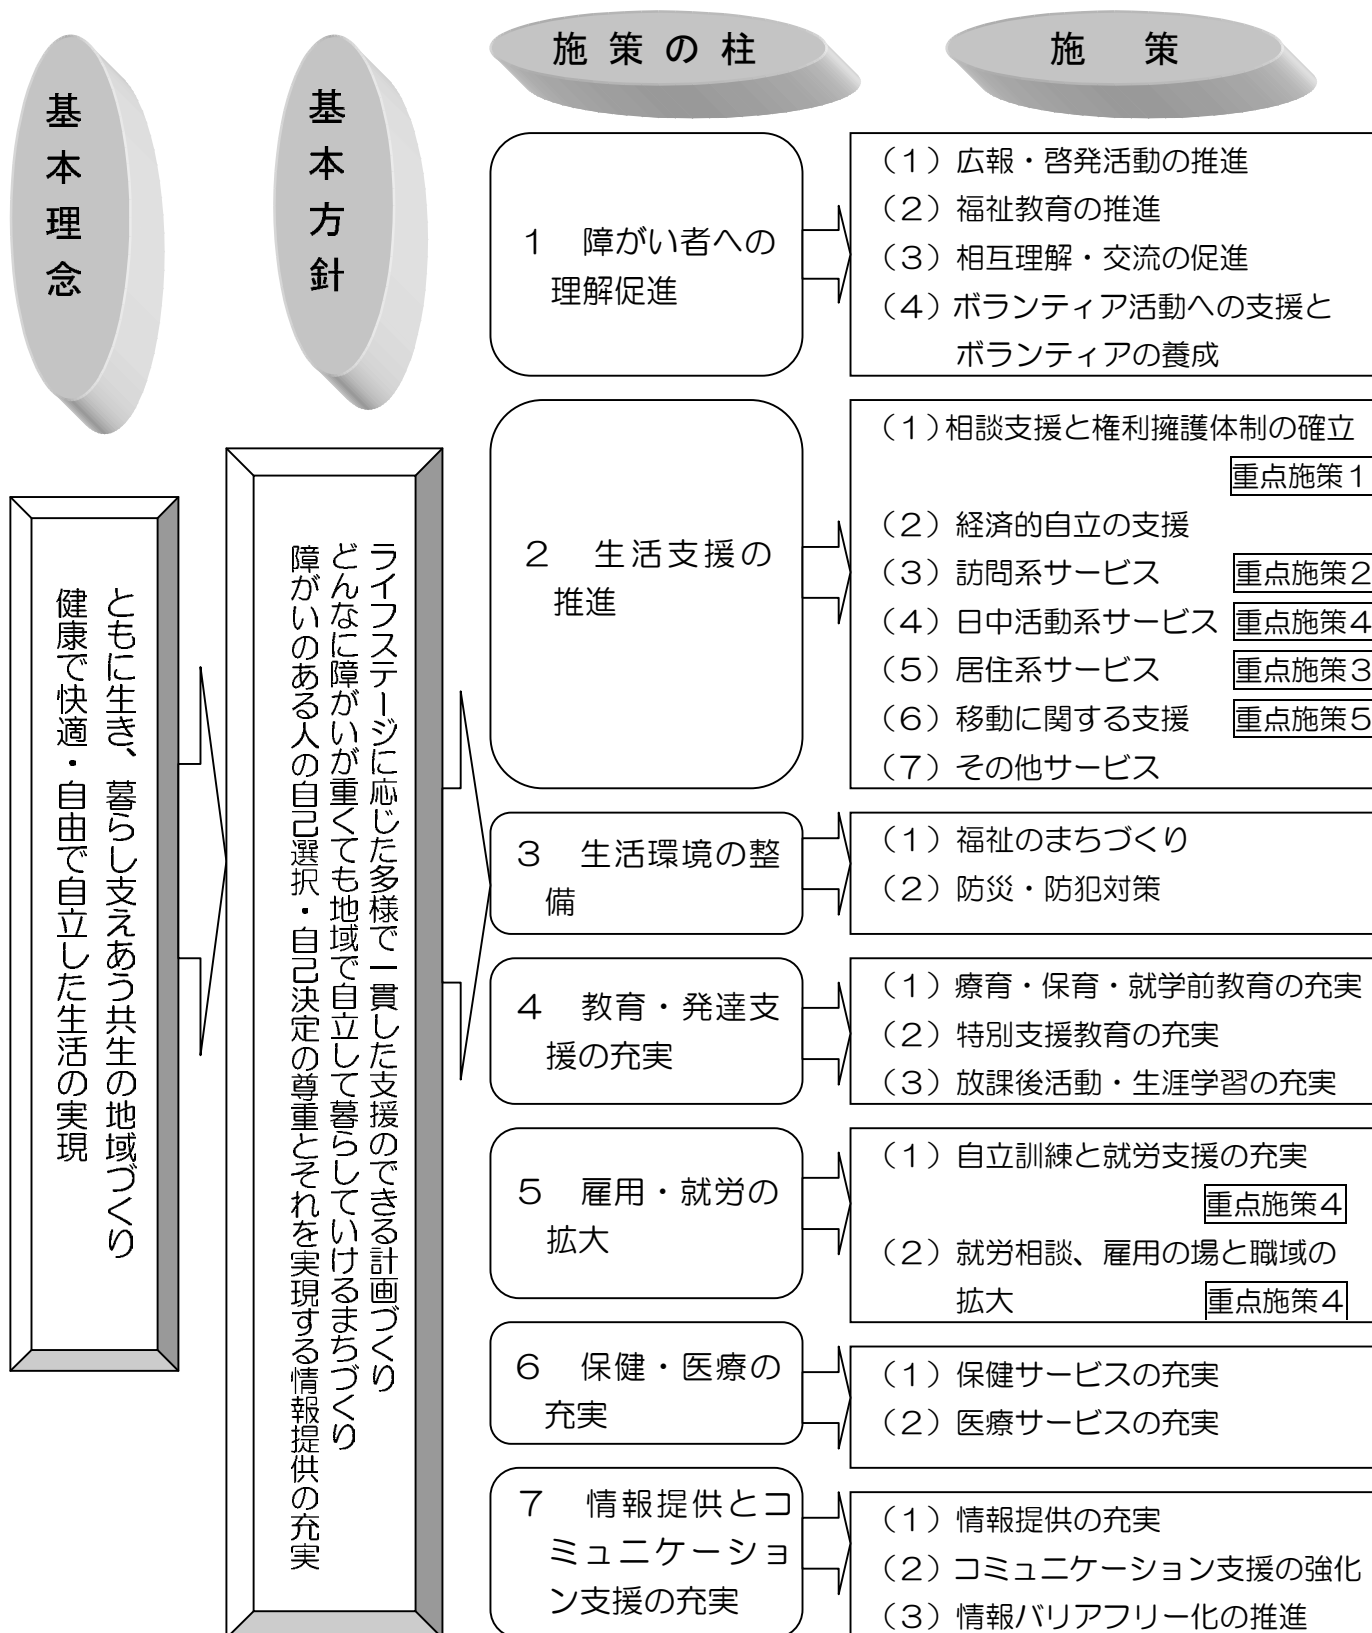 基本理念
基本方針
施策の柱
施　策
ともに生き、暮らし支えあう共生の地域づくり
健康で快適・自由で自立した生活の実現
ライフステージに応じた多様で一貫した支援のできる計画づくり
どんなに障がいが重くても地域で自立して暮らしていけるまちづくり
障がいのある人の自己選択・自己決定の尊重とそれを実現する情報提供の充実
１　障がい者への
理解促進
（１）広報・啓発活動の推進
（２）福祉教育の推進
（３）相互理解・交流の促進
（４）ボランティア活動への支援と
ボランティアの養成
２　生活支援の
推進
（１）相談支援と権利擁護体制の確立
重点施策１
（２）経済的自立の支援
（３）訪問系サービス　重点施策２
（４）日中活動系サービス　重点施策４
（５）居住系サービス　重点施策３
（６）移動に関する支援　重点施策５
（７）その他サービス
３　生活環境の整
備
（１）福祉のまちづくり
（２）防災・防犯対策
４　教育・発達支
援の充実
（１）療育・保育・就学前教育の充実
（２）特別支援教育の充実
（３）放課後活動・生涯学習の充実
５　雇用・就労の
拡大
（１）自立訓練と就労支援の充実
重点施策４
（２）就労相談、雇用の場と職域の
拡大　重点施策４
６　保健・医療の
充実
（１）保健サービスの充実
（２）医療サービスの充実
７　情報提供とコ
ミュニケーショ
ン支援の充実
（１）情報提供の充実
（２）コミュニケーション支援の強化
（３）情報バリアフリー化の推進